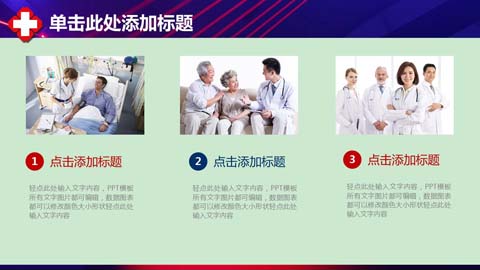 单击此处添加标题
1 点击添加标题
轻点此处输入文字内容，PPT模板
所有文字图片都可编辑，数据图表
都可以修改颜色大小形状轻点此处
输入文字内容
2 点击添加标题
轻点此处输入文字内容，PPT模板
所有文字图片都可编辑，数据图表
都可以修改颜色大小形状轻点此处
输入文字内容
3 点击添加标题
轻点此处输入文字内容，PPT模板
所有文字图片都可编辑，数据图表
都可以修改颜色大小形状轻点此处
输入文字内容